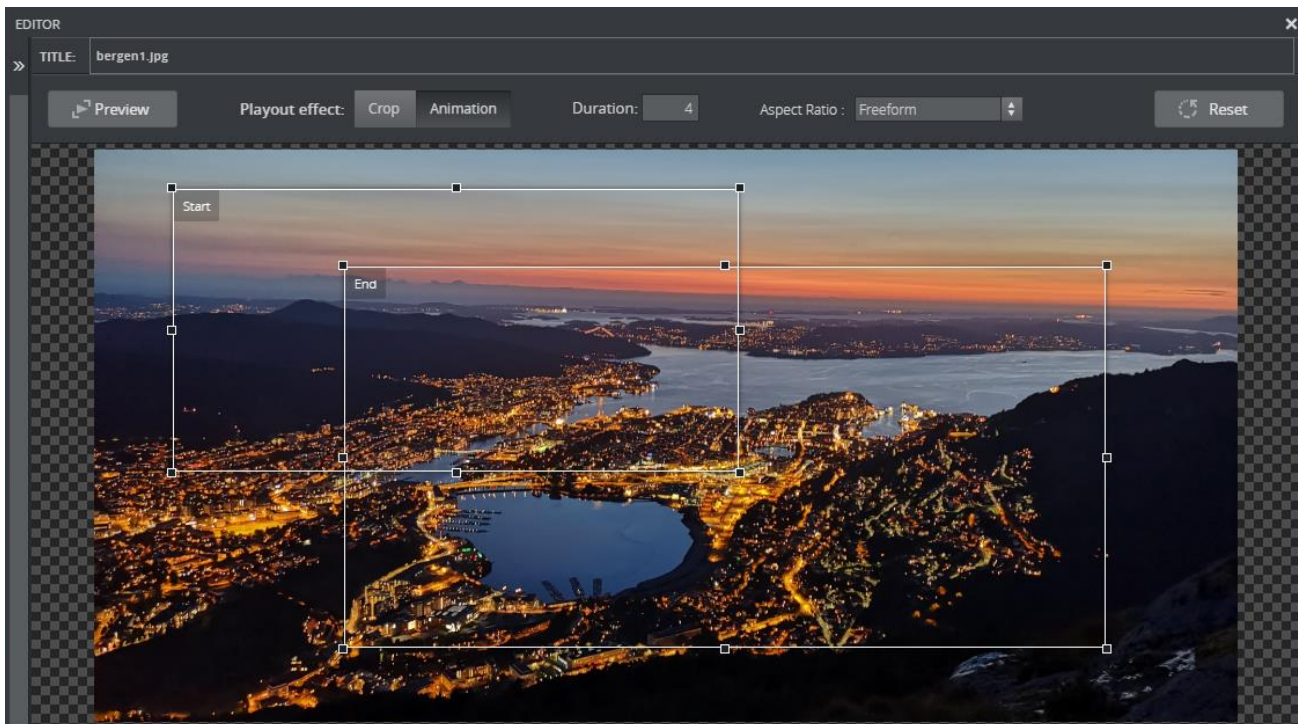 EDITOR
TITLE: bergen1.jpg
Preview Playout effect: Crop Animation Duration: 4 Aspect Ratio : Freeform Reset
Start
End